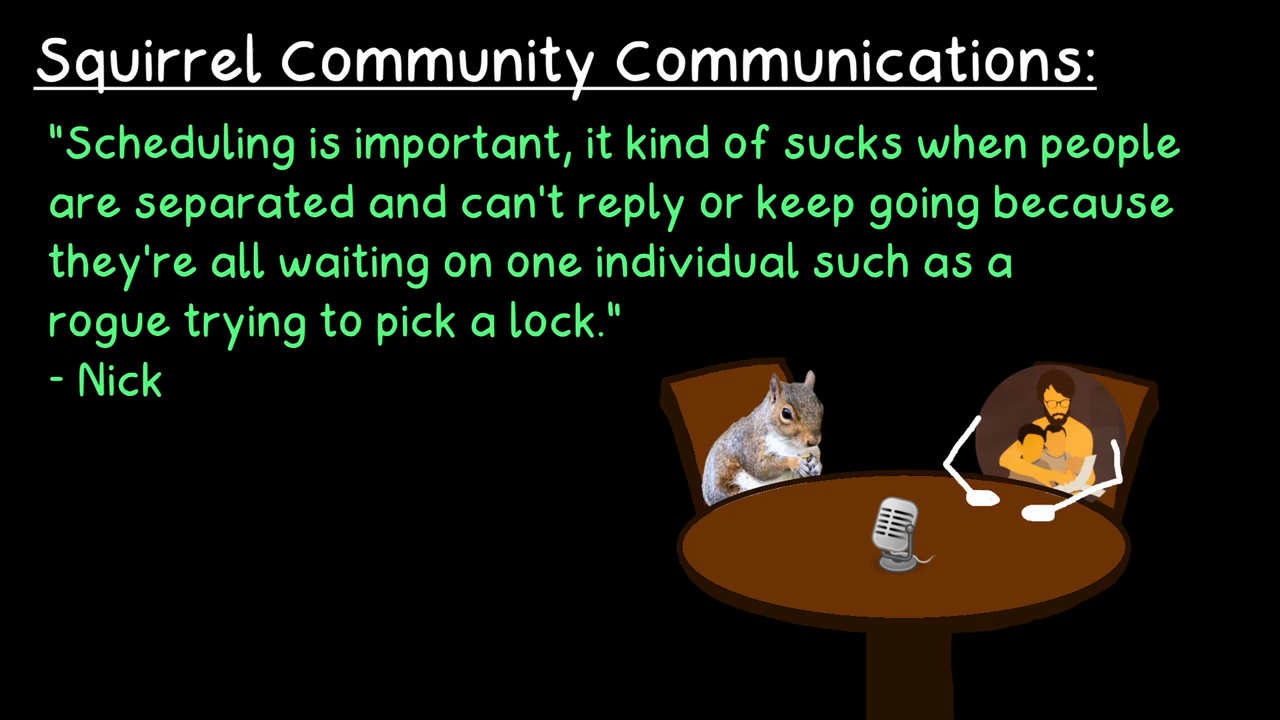 Squirrel Community Communications:
"Scheduling is important, it kind of sucks when people
are separated and can't reply or keep going because
they're all waiting on one individual such as a
rogue trying to pick a lock."
- Nick